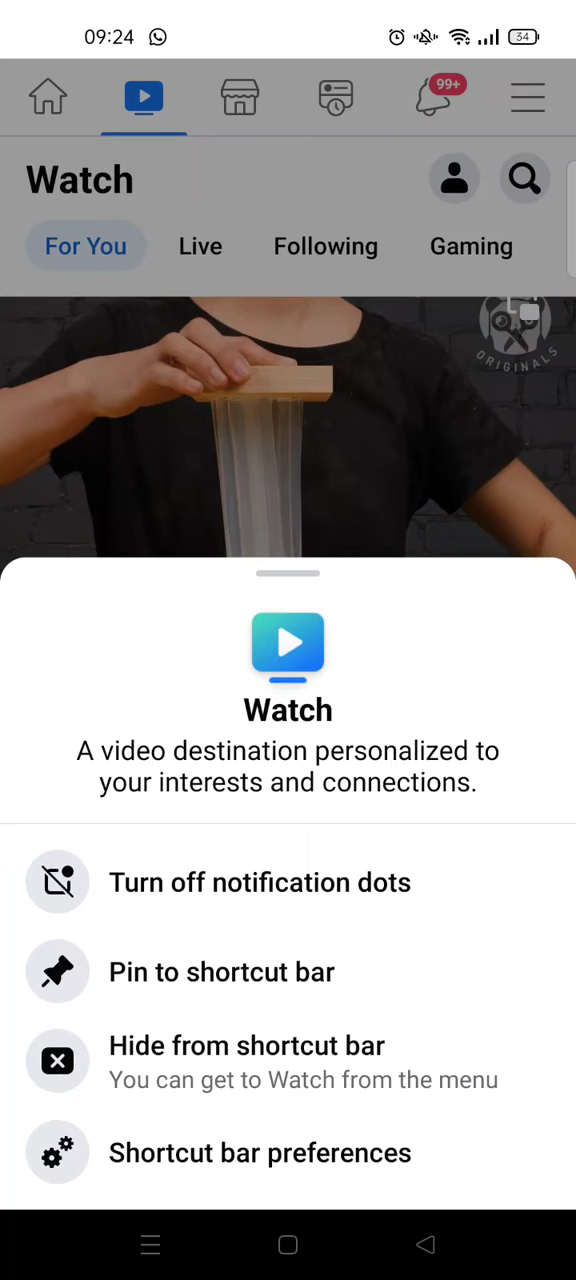 09:24
34
99+
Watch
For You Live Following Gaming
ORIGINALS
Watch
A video destination personalized to
your interests and connections.
Turn off notification dots
Pin to shortcut bar
Hide from shortcut bar
You can get to Watch from the menu
Shortcut bar preferences